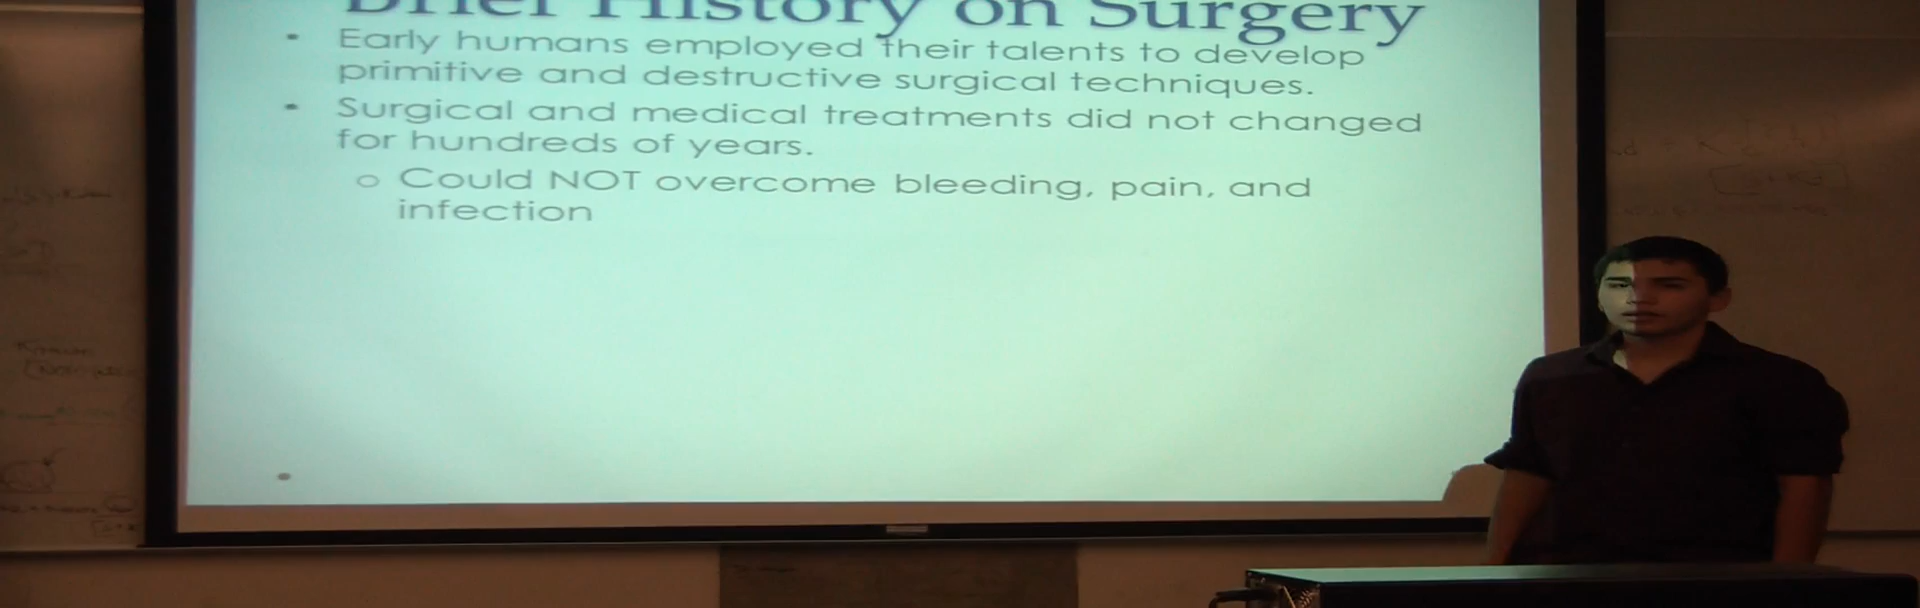 Brief History on Surgery
• Early humans employed their talents to develop
primitive and destructive surgical techniques.
• Surgical and medical treatments did not changed
for hundreds of years.
o Could NOT overcome bleeding, pain, and
infection